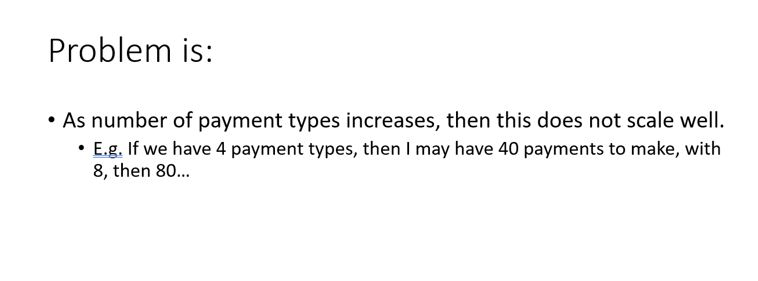 Problem is:
• As number of payment types increases, then this does not scale well.
• E.g. If we have 4 payment types, then I may have 40 payments to make, with
8, then 80…